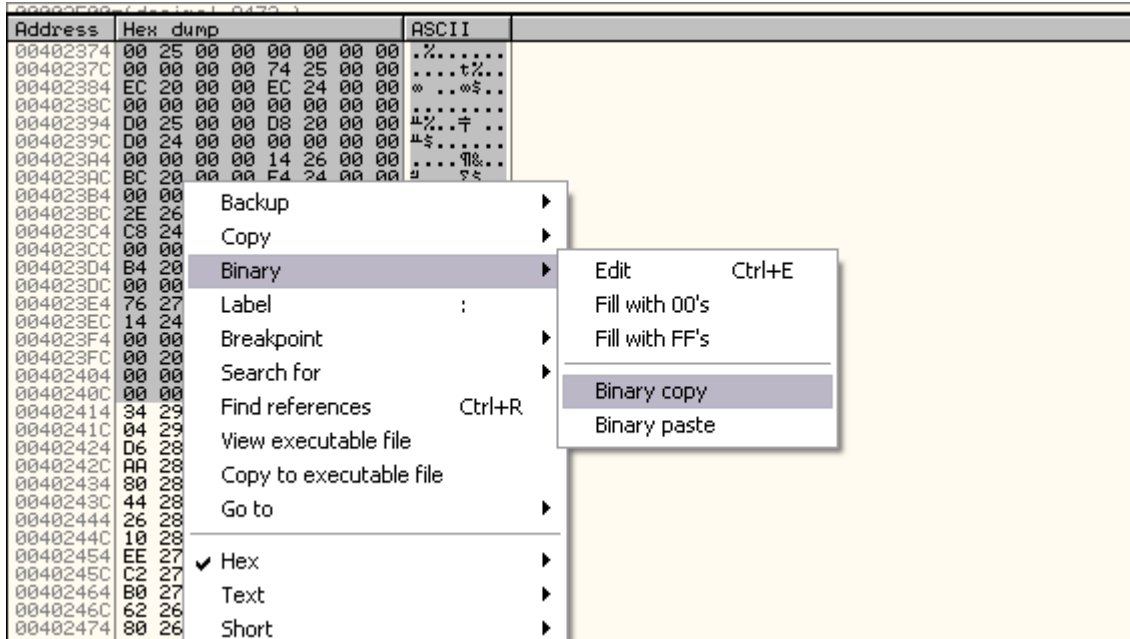 Address Hex dump ASCII
00402374 00 25 00 00 00 00 00 00 .%......
0040237C 00 00 00 00 74 25 00 00 ....t%..
00402384 EC 20 00 00 EC 24 00 00 ∞ ..∞$..
0040238C 00 00 00 00 00 00 00 00 ........
00402394 D0 25 00 00 D8 20 00 00 ╨%..╪ ..
0040239C D0 24 00 00 00 00 00 00 ╨$......
004023A4 00 00 00 00 14 26 00 00 ....¶&..
004023AC BC 20 00 00 E4 24 00 00
004023B4 00 00
004023BC 2E 26
004023C4 C8 24
004023CC 00 00
004023D4 B4 20
004023DC 00 00
004023E4 76 27
004023EC 14 24
004023F4 00 00
004023FC 00 20
00402404 00 00
0040240C 00 00
00402414 34 29
0040241C 04 29
00402424 D6 28
0040242C AA 28
00402434 80 28
0040243C 44 28
00402444 26 28
0040244C 10 28
00402454 EE 27
0040245C C2 27
00402464 B0 27
0040246C 62 26
00402474 80 26
Backup
Copy
Binary
Label :
Breakpoint
Search for
Find references Ctrl+R
View executable file
Copy to executable file
Go to
Hex
Text
Short
Edit Ctrl+E
Fill with 00's
Fill with FF's
Binary copy
Binary paste